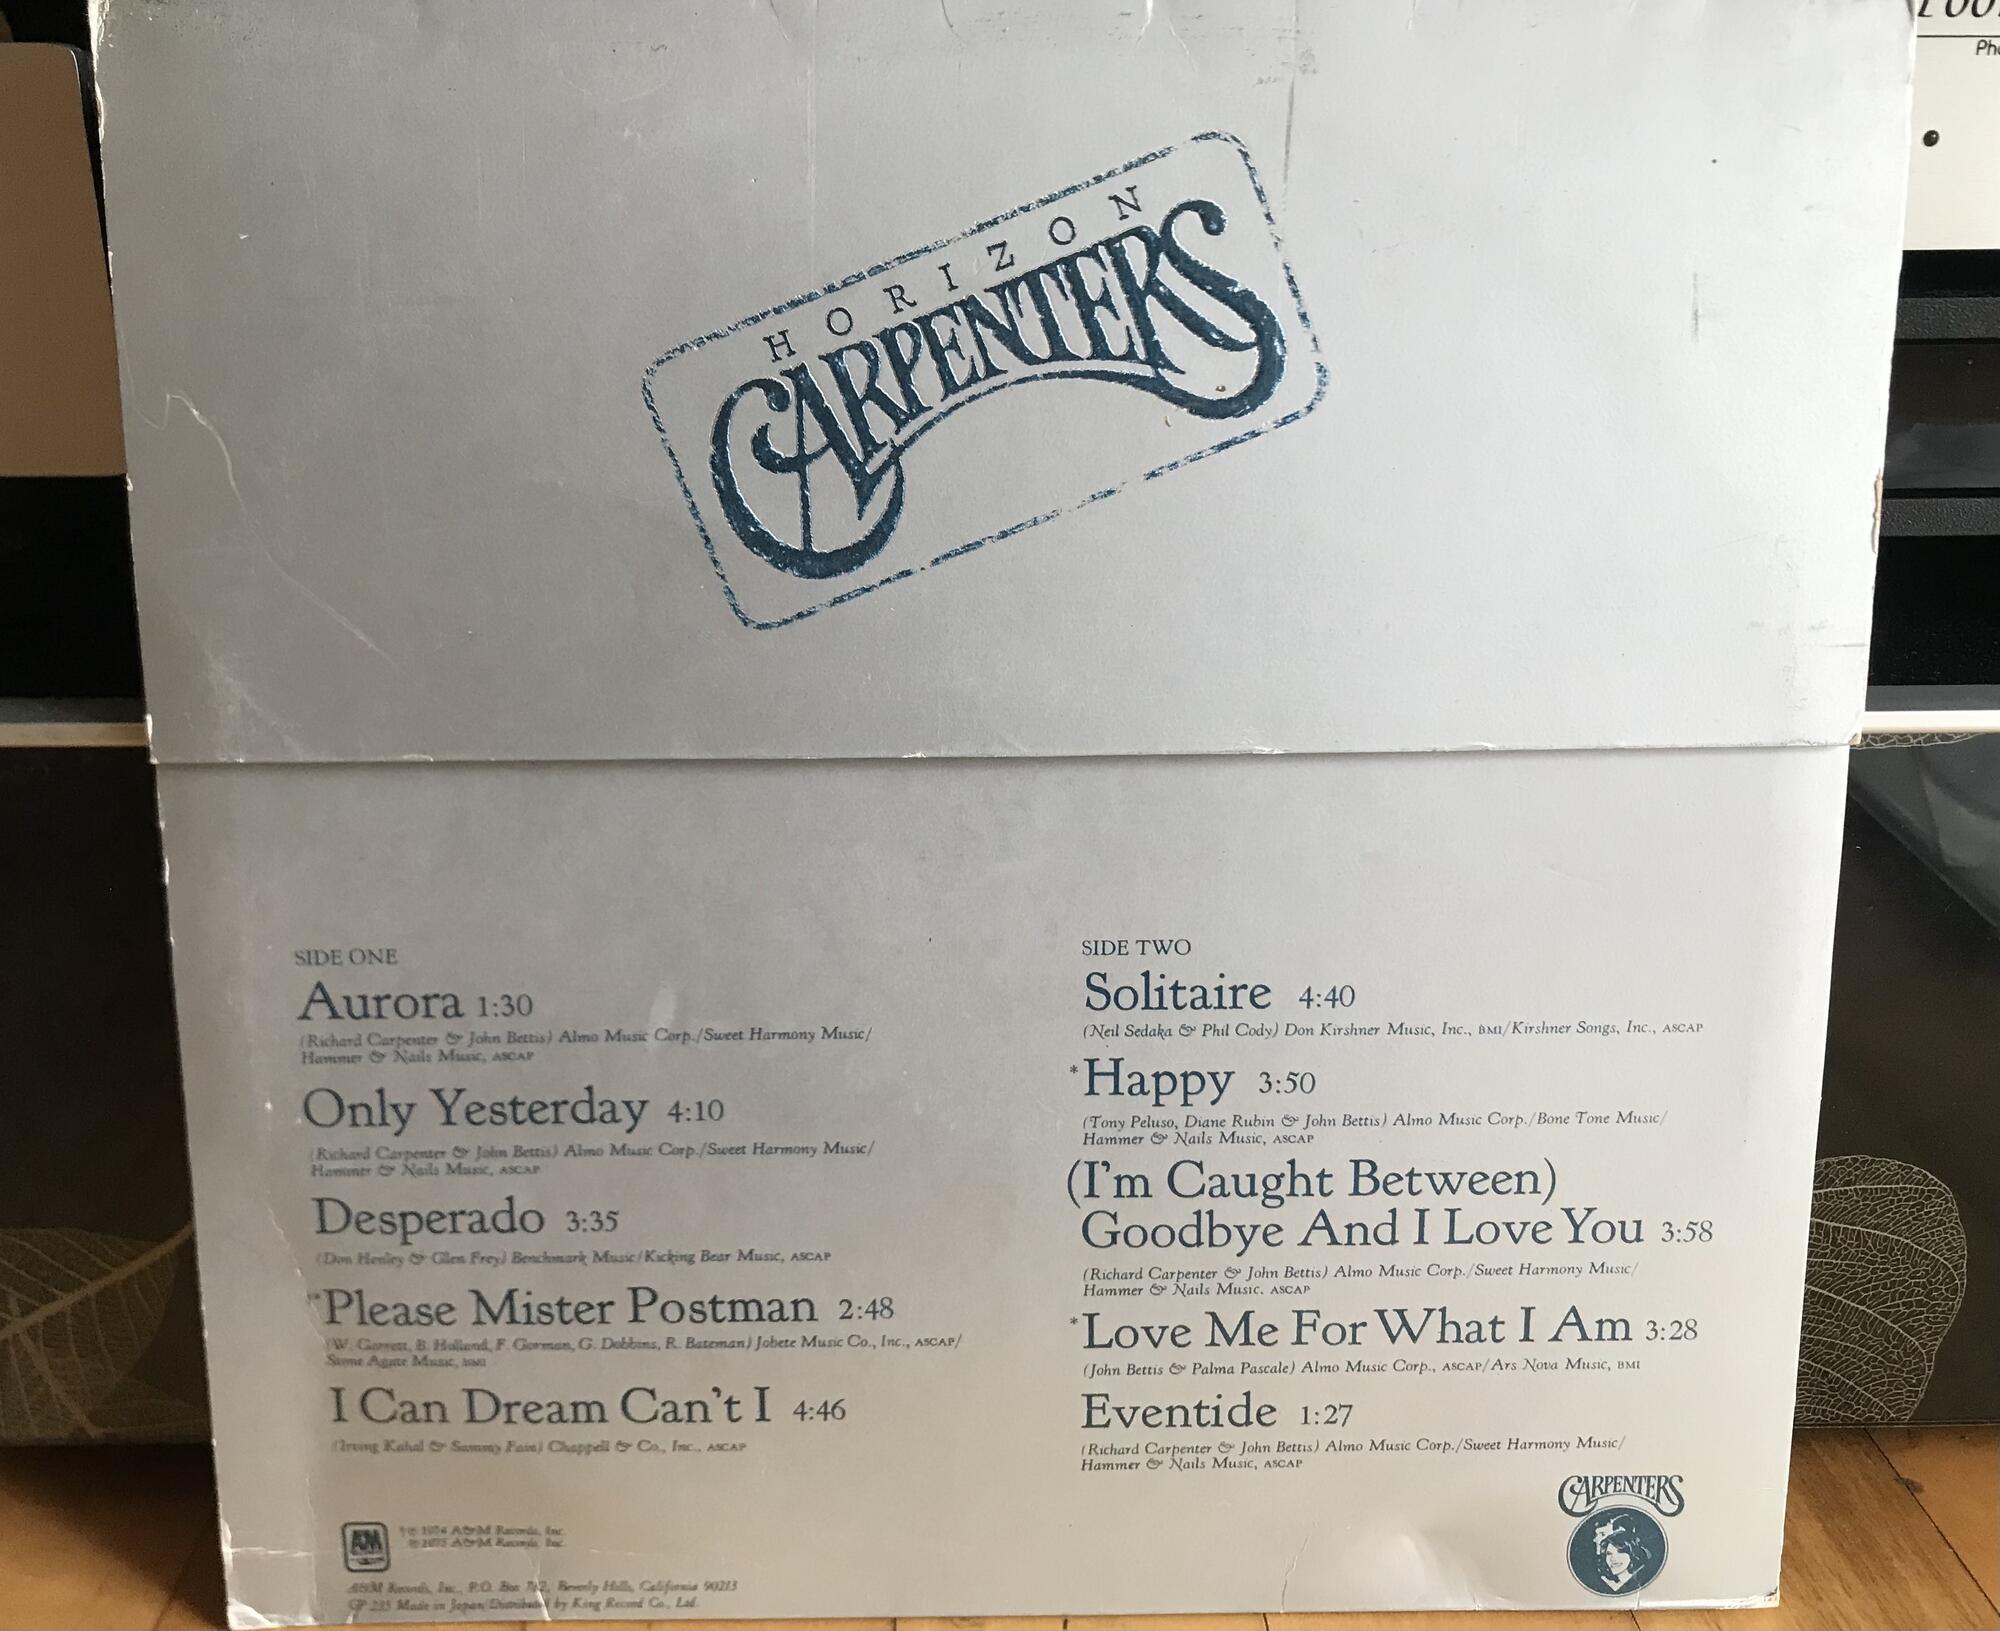 HORIZON
CARPENTERS
SIDE ONE
Aurora 1:30
(Richard Carpenter & John Bettis) Almo Music Corp./Sweet Harmony Music/
Hammer & Nails Music, ASCAP
Only Yesterday 4:10
(Richard Carpenter & John Bettis) Almo Music Corp./Sweet Harmony Music/
Hammer & Nails Music, ASCAP
Desperado 3:35
(Don Henley & Glen Frey) Benchmark Music/Kicking Bear Music, ASCAP
Please Mister Postman 2:48
(W. Garrett, B. Holland, F. Gorman, G. Dobbins, R. Bateman) Jobete Music Co., Inc., ASCAP/
Stone Agate Music, BMI
I Can Dream Can't I 4:46
(Irving Kahal & Sammy Fain) Chappell & Co., Inc., ASCAP
SIDE TWO
Solitaire 4:40
(Neil Sedaka & Phil Cody) Don Kirshner Music, Inc., BMI/Kirshner Songs, Inc., ASCAP
*Happy 3:50
(Tony Peluso, Diane Rubin & John Bettis) Almo Music Corp./Bone Tone Music/
Hammer & Nails Music, ASCAP
(I'm Caught Between)
Goodbye And I Love You 3:58
(Richard Carpenter & John Bettis) Almo Music Corp./Sweet Harmony Music/
Hammer & Nails Music. ASCAP
*Love Me For What I Am 3:28
(John Bettis & Palma Pascale) Almo Music Corp., ASCAP/Ars Nova Music, BMI
Eventide 1:27
(Richard Carpenter & John Bettis) Almo Music Corp./Sweet Harmony Music/
Hammer & Nails Music, ASCAP
CARPENTERS
A&M
℗ 1974 A&M Records, Inc.
© 1975 A&M Records, Inc.
A&M Records, Inc., P.O. Box 782, Beverly Hills, California 90213
GP 235 Made in Japan/Distributed by King Record Co., Ltd.